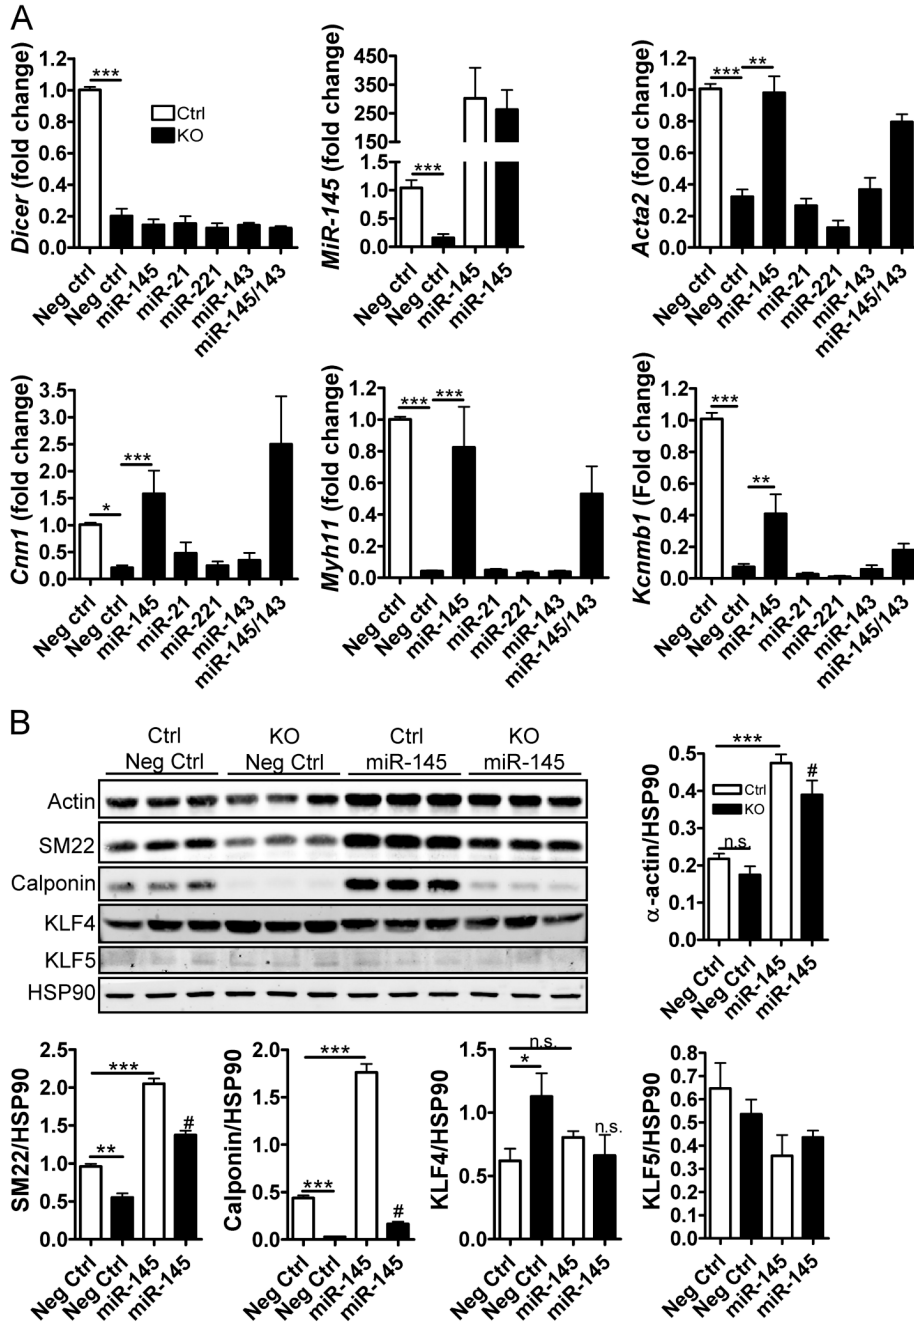 A
Dicer (fold change)
1.2
1.0
0.8
0.6
0.4
0.2
0.0
***
Ctrl
KO
Neg ctrl
Neg ctrl
miR-145
miR-21
miR-221
miR-143
miR-145/143
MiR-145 (fold change)
450
350
250
150
1.5
1.0
0.5
0.0
***
Neg ctrl
Neg ctrl
miR-145
miR-145
Acta2 (fold change)
1.2
1.0
0.8
0.6
0.4
0.2
0.0
*** **
Neg ctrl
Neg ctrl
miR-145
miR-21
miR-221
miR-143
miR-145/143
Cnn1 (fold change)
3.5
3.0
2.5
2.0
1.5
1.0
0.5
0.0
* ***
Neg ctrl
Neg ctrl
miR-145
miR-21
miR-221
miR-143
miR-145/143
Myh11 (fold change)
1.2
1.0
0.8
0.6
0.4
0.2
0.0
*** ***
Neg ctrl
Neg ctrl
miR-145
miR-21
miR-221
miR-143
miR-145/143
Kcnmb1 (Fold change)
1.2
1.0
0.8
0.6
0.4
0.2
0.0
***
**
Neg ctrl
Neg ctrl
miR-145
miR-21
miR-221
miR-143
miR-145/143
B
Ctrl KO Ctrl KO
Neg Ctrl Neg Ctrl miR-145 miR-145
Actin
SM22
Calponin
KLF4
KLF5
HSP90
α-actin/HSP90
0.5
0.4
0.3
0.2
0.1
0.0
***
#
Ctrl
KO
n.s.
Neg Ctrl
Neg Ctrl
miR-145
miR-145
SM22/HSP90
2.5
2.0
1.5
1.0
0.5
0.0
***
**
#
Neg Ctrl
Neg Ctrl
miR-145
miR-145
Calponin/HSP90
2.0
1.5
1.0
0.5
0.0
***
***
#
Neg Ctrl
Neg Ctrl
miR-145
miR-145
KLF4/HSP90
1.5
1.0
0.5
0.0
n.s.
*
n.s.
Neg Ctrl
Neg Ctrl
miR-145
miR-145
KLF5/HSP90
0.8
0.7
0.6
0.5
0.4
0.3
0.2
0.1
0.0
Neg Ctrl
Neg Ctrl
miR-145
miR-145